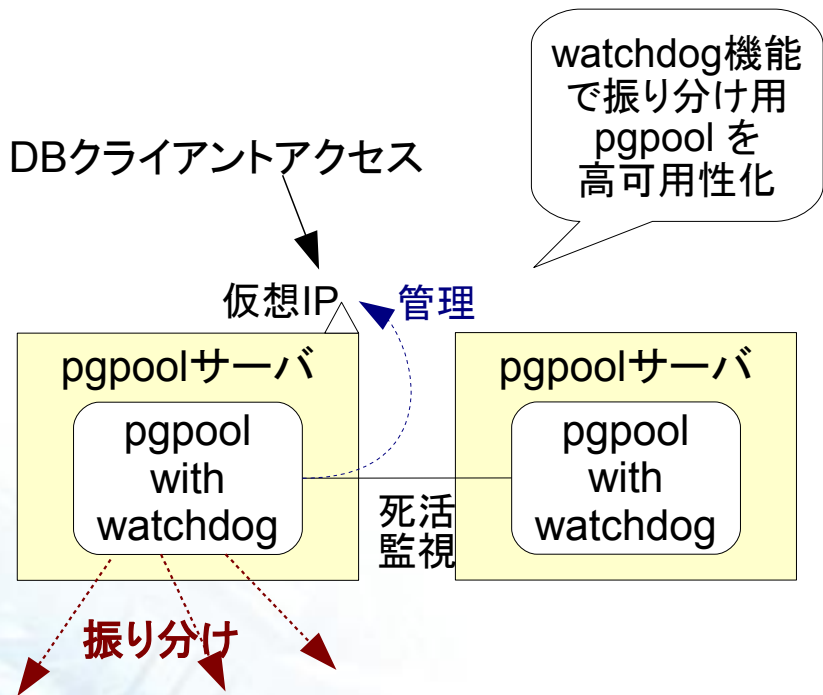 watchdog機能
で振り分け用
pgpool を
高可用性化
DBクライアントアクセス
仮想IP
管理
pgpoolサーバ
pgpool
with
watchdog
死活
監視
pgpoolサーバ
pgpool
with
watchdog
振り分け